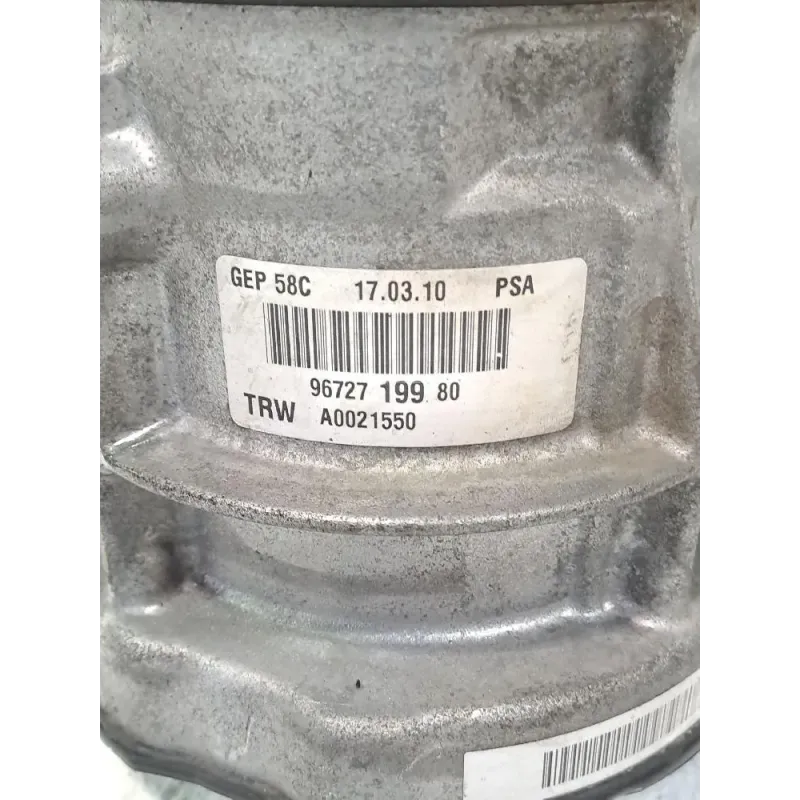 GEP 58C 17.03.10 PSA
96727 199 80
TRW A0021550